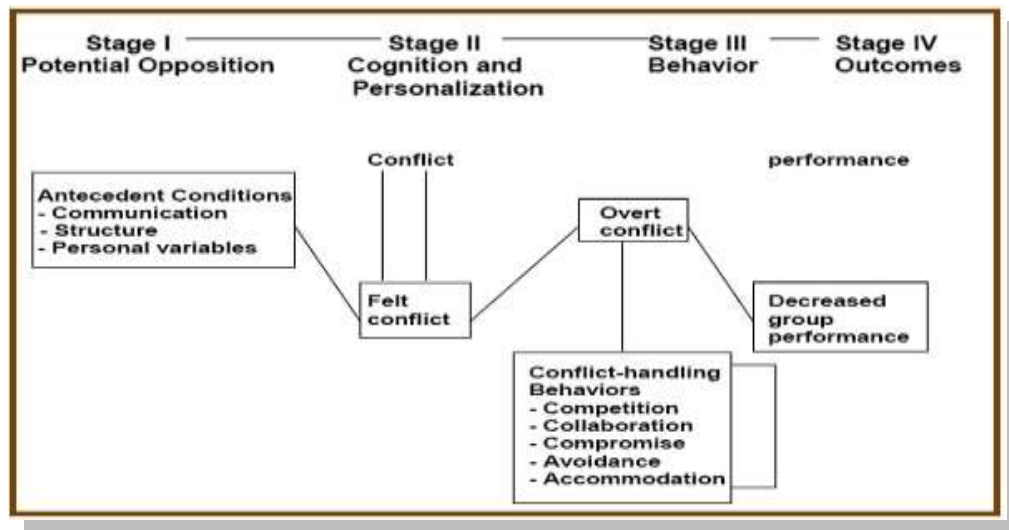 Stage I
Potential Opposition
Stage II
Cognition and
Personalization
Stage III
Behavior
Stage IV
Outcomes
Conflict
performance
Antecedent Conditions
- Communication
- Structure
- Personal variables
Overt
conflict
Felt
conflict
Decreased
group
performance
Conflict-handling
Behaviors
- Competition
- Collaboration
- Compromise
- Avoidance
- Accommodation